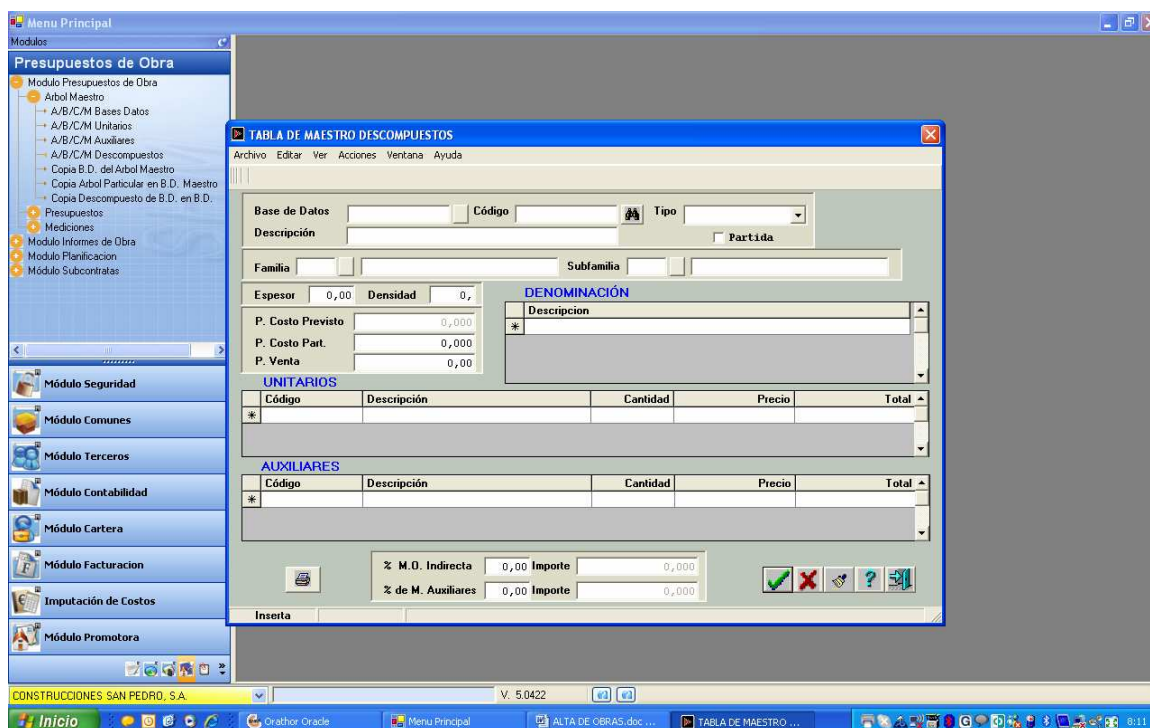 Menu Principal
Modulos
Presupuestos de Obra
Modulo Presupuestos de Obra
Arbol Maestro
A/B/C/M Bases Datos
A/B/C/M Unitarios
A/B/C/M Auxiliares
A/B/C/M Descompuestos
Copia B.D. del Arbol Maestro
Copia Arbol Particular en B.D. Maestro
Copia Descompuesto de B.D. en B.D.
Presupuestos
Mediciones
Modulo Informes de Obra
Modulo Planificacion
Módulo Subcontratas
Módulo Seguridad
Módulo Comunes
Módulo Terceros
Módulo Contabilidad
Módulo Cartera
Módulo Facturacion
Imputación de Costos
Módulo Promotora
TABLA DE MAESTRO DESCOMPUESTOS
Archivo Editar Ver Acciones Ventana Ayuda
Base de Datos Código Tipo
Descripción Partida
Familia Subfamilia
Espesor 0,00 Densidad 0,
P. Costo Previsto 0,000
P. Costo Part. 0,000
P. Venta 0,00
DENOMINACIÓN
Descripcion
UNITARIOS
Código Descripción Cantidad Precio Total
AUXILIARES
Código Descripción Cantidad Precio Total
% M.O. Indirecta 0,00 Importe 0,000
% de M. Auxiliares 0,00 Importe 0,000
Inserta
CONSTRUCCIONES SAN PEDRO, S.A. V. 5.0422
Inicio Orathor Oracle Menu Principal ALTA DE OBRAS.doc ... TABLA DE MAESTRO ... 8:11